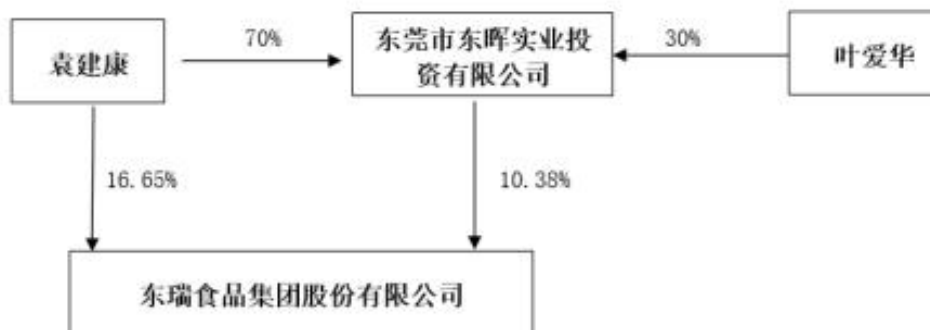 袁建康
70%
东莞市东晖实业投
资有限公司
30%
叶爱华
16.65%
10.38%
东瑞食品集团股份有限公司